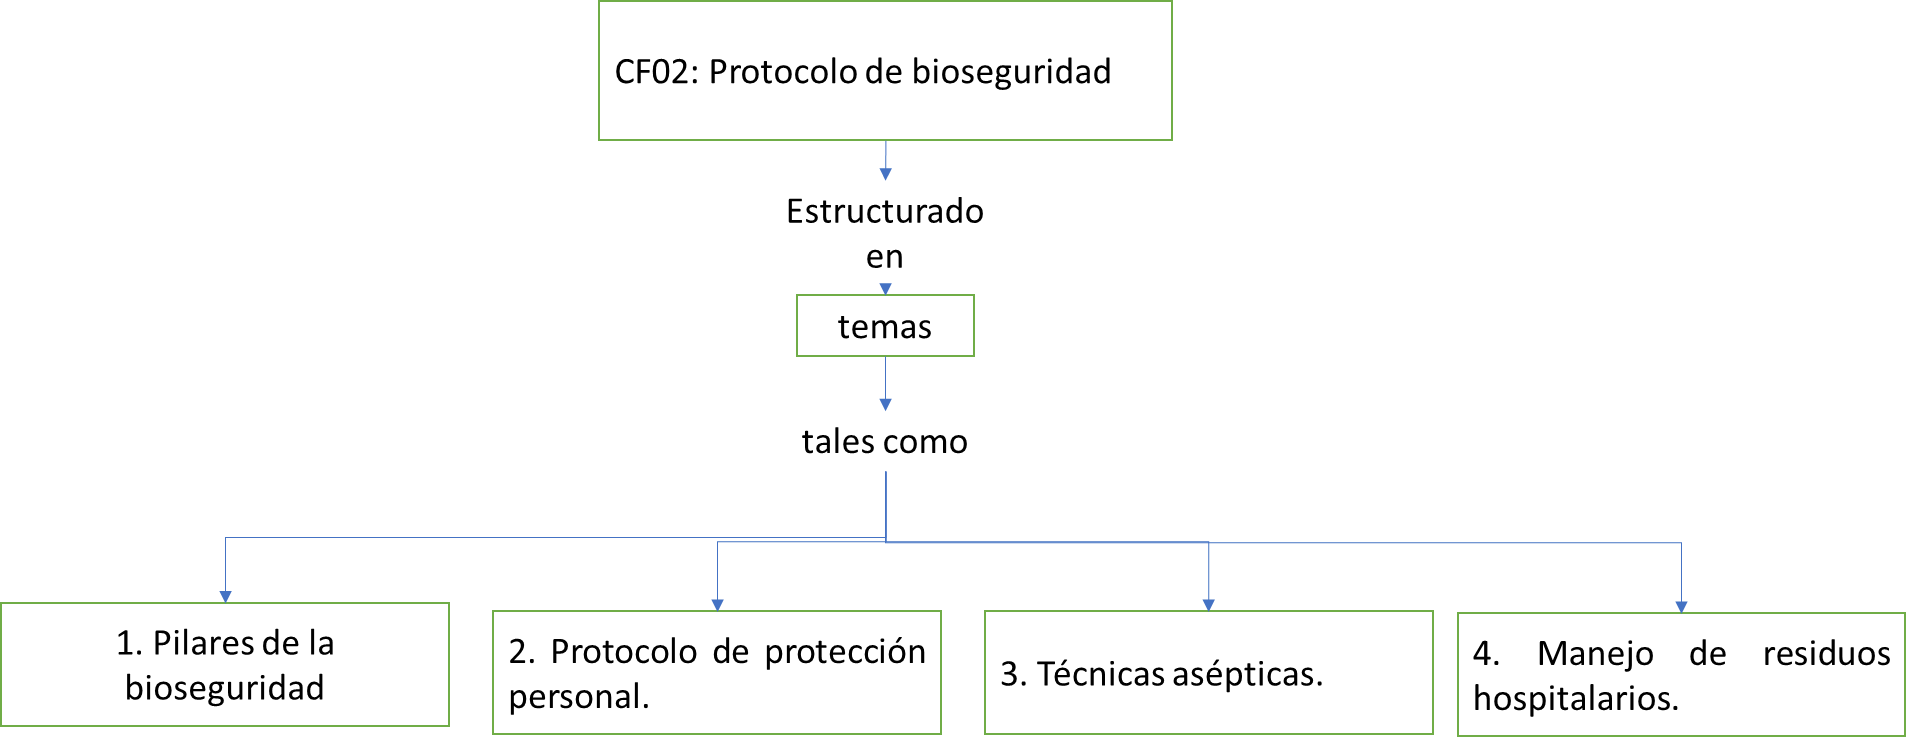 CF02: Protocolo de bioseguridad
Estructurado
en
temas
tales como
1. Pilares de la
bioseguridad
2. Protocolo de protección
personal.
3. Técnicas asépticas.
4. Manejo de residuos
hospitalarios.